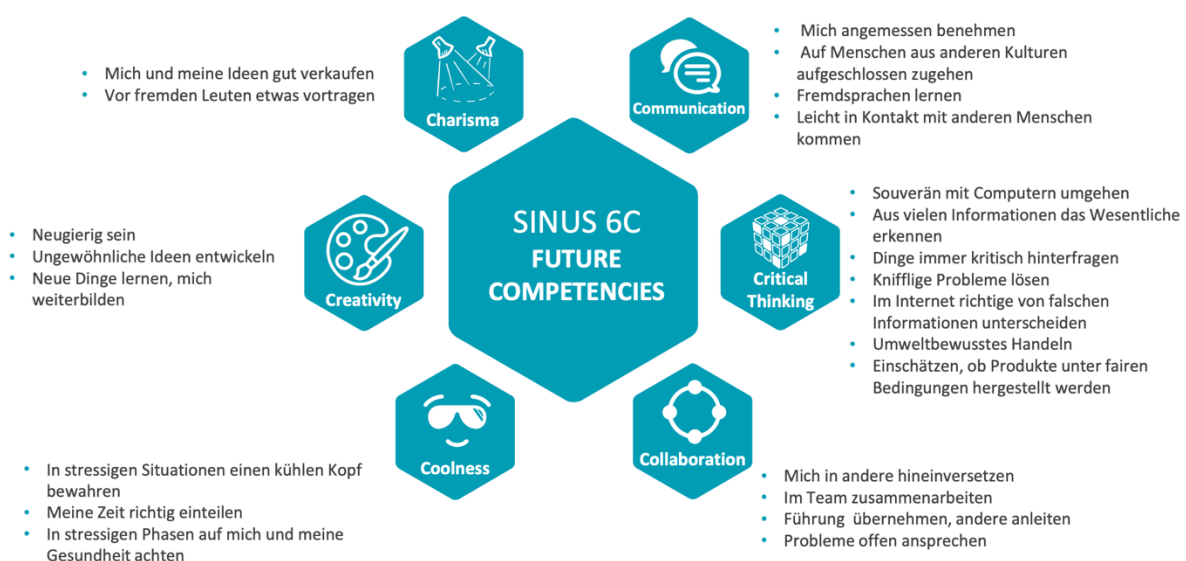 • Mich und meine Ideen gut verkaufen
• Vor fremden Leuten etwas vortragen
Charisma
Communication
• Mich angemessen benehmen
• Auf Menschen aus anderen Kulturen
aufgeschlossen zugehen
• Fremdsprachen lernen
• Leicht in Kontakt mit anderen Menschen
kommen
SINUS 6C
FUTURE
COMPETENCIES
• Neugierig sein
• Ungewöhnliche Ideen entwickeln
• Neue Dinge lernen, mich
weiterbilden
Creativity
Critical
Thinking
• Souverän mit Computern umgehen
• Aus vielen Informationen das Wesentliche
erkennen
• Dinge immer kritisch hinterfragen
• Knifflige Probleme lösen
• Im Internet richtige von falschen
Informationen unterscheiden
• Umweltbewusstes Handeln
• Einschätzen, ob Produkte unter fairen
Bedingungen hergestellt werden
Coolness
• In stressigen Situationen einen kühlen Kopf
bewahren
• Meine Zeit richtig einteilen
• In stressigen Phasen auf mich und meine
Gesundheit achten
Collaboration
• Mich in andere hineinversetzen
• Im Team zusammenarbeiten
• Führung übernehmen, andere anleiten
• Probleme offen ansprechen